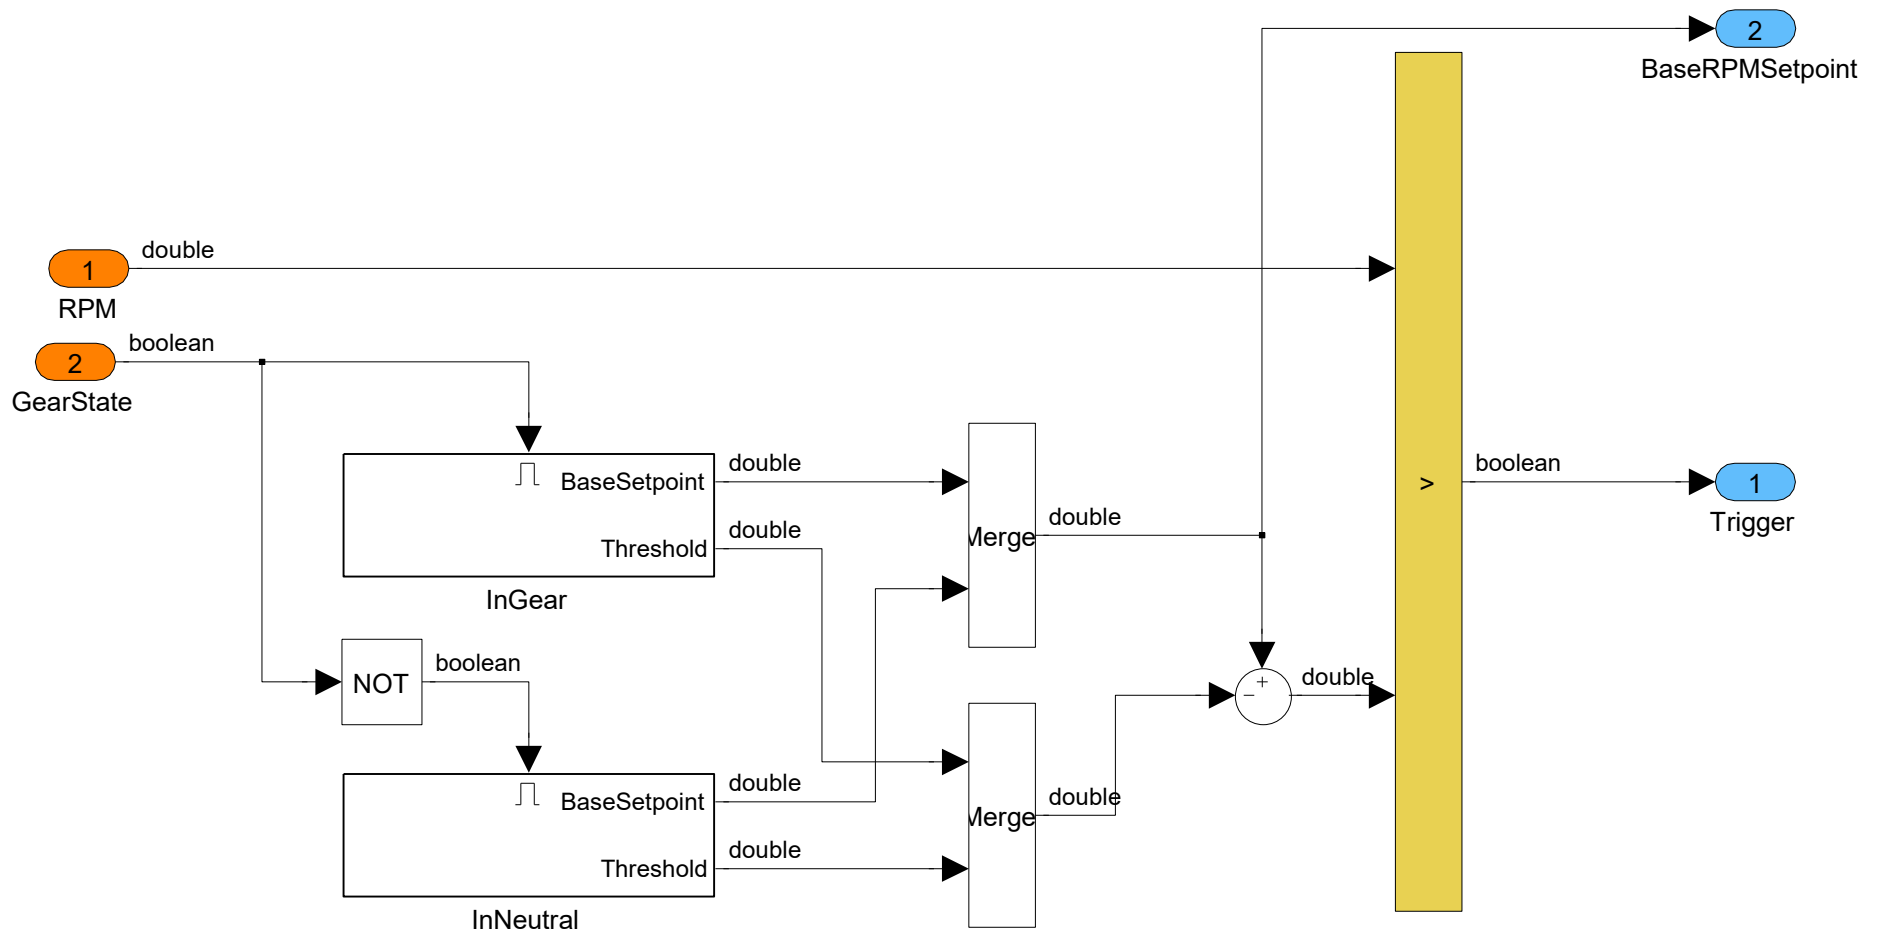 2
BaseRPMSetpoint
double
1
RPM
boolean
2
GearState
BaseSetpoint
double
Threshold
double
InGear
Merge
double
>
boolean
1
Trigger
NOT
boolean
+
−
double
BaseSetpoint
double
Threshold
double
InNeutral
Merge
double